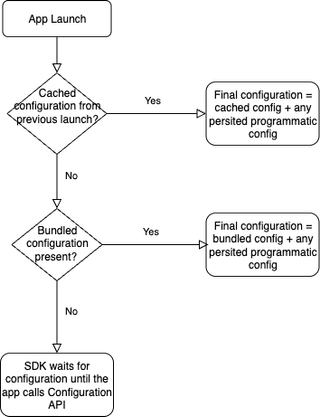 App Launch
Cached
configuration from
previous launch?
Yes
Final configuration =
cached config + any
persited programmatic
config
No
Bundled
configuration
present?
Yes
Final configuration =
bundled config + any
persited programmatic
config
No
SDK waits for
configuration until the
app calls Configuration
API